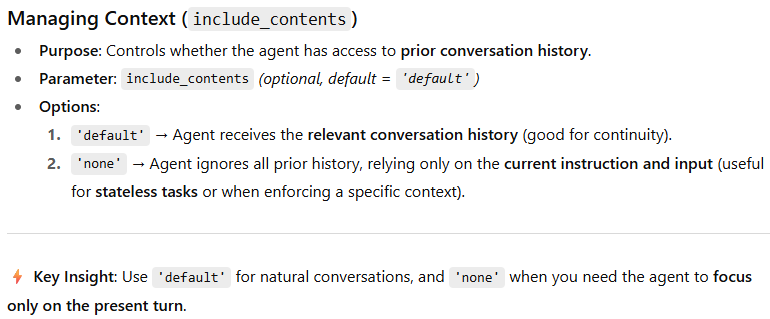 Managing Context (include_contents)
• Purpose: Controls whether the agent has access to prior conversation history.
• Parameter: include_contents (optional, default = 'default')
• Options:
1. 'default' → Agent receives the relevant conversation history (good for continuity).
2. 'none' → Agent ignores all prior history, relying only on the current instruction and input (useful
for stateless tasks or when enforcing a specific context).
⚡ Key Insight: Use 'default' for natural conversations, and 'none' when you need the agent to focus
only on the present turn.